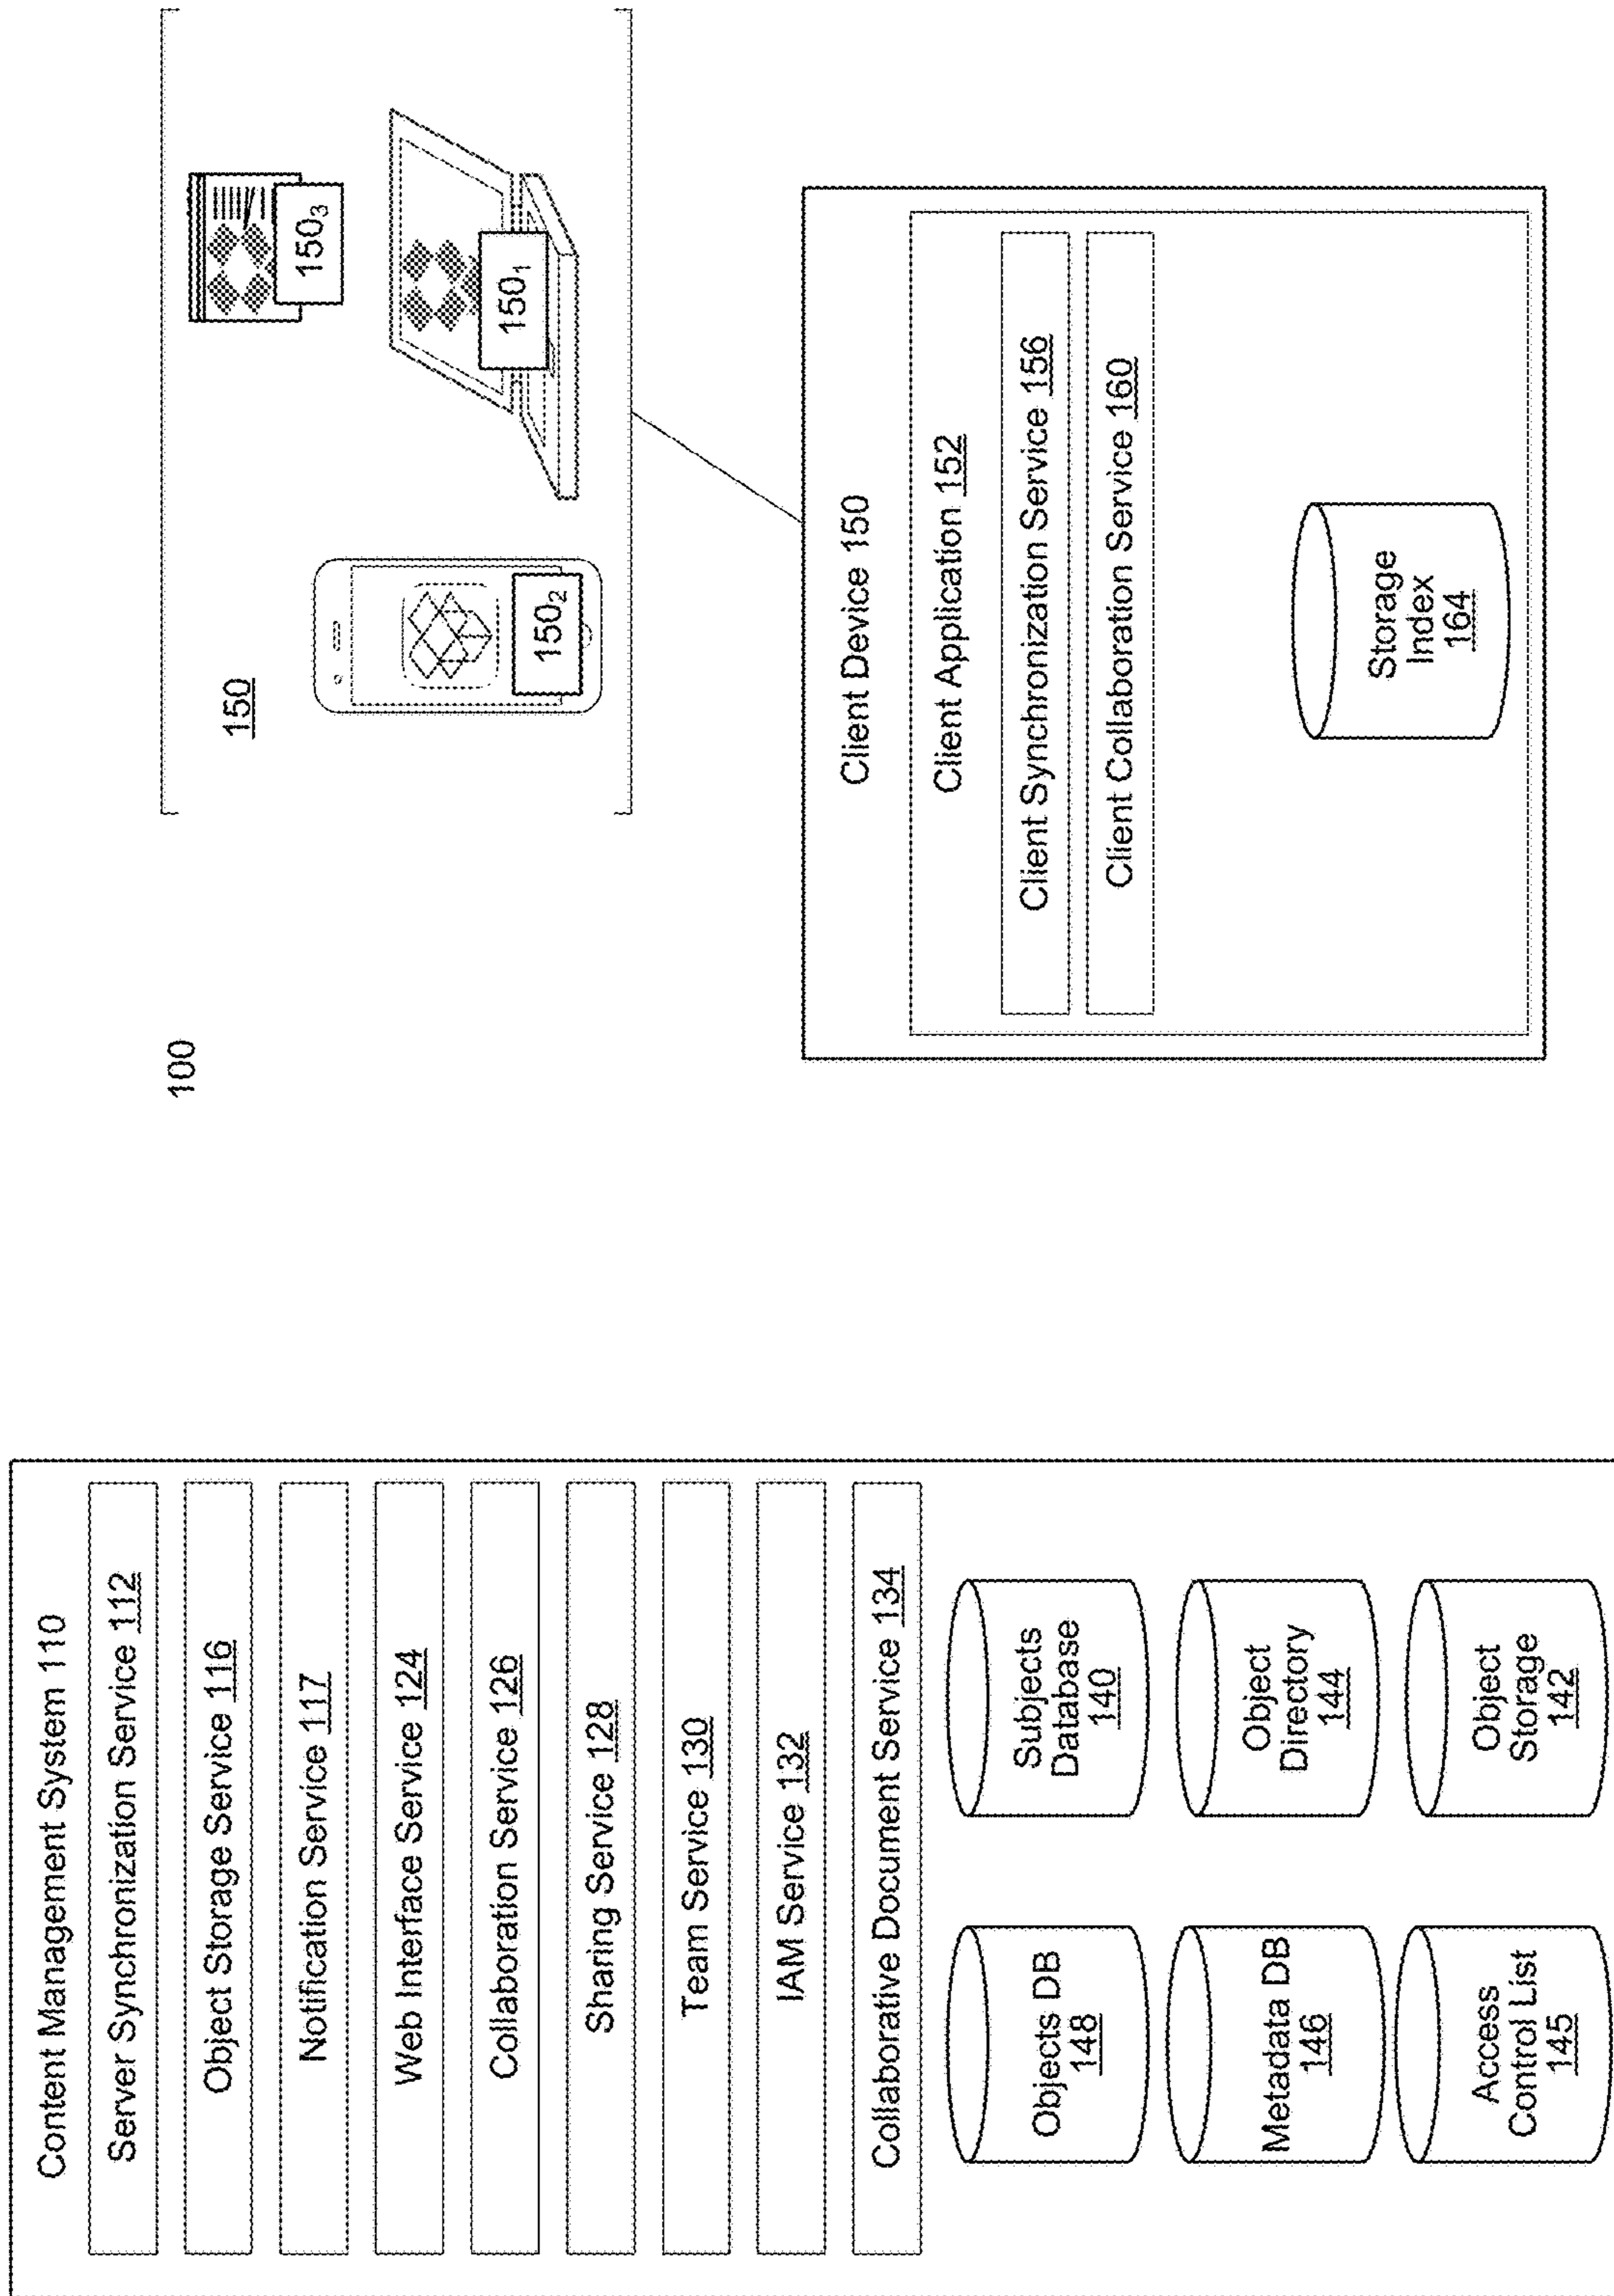 Content Management System 110
Server Synchronization Service 112
Object Storage Service 116
Notification Service 117
Web Interface Service 124
Collaboration Service 126
Sharing Service 128
Team Service 130
IAM Service 132
Collaborative Document Service 134
Objects DB
148
Subjects
Database
140
Metadata DB
146
Object
Directory
144
Access
Control List
145
Object
Storage
142
100
150
150₂
150₁
150₃
Client Device 150
Client Application 152
Client Synchronization Service 156
Client Collaboration Service 160
Storage
Index
164